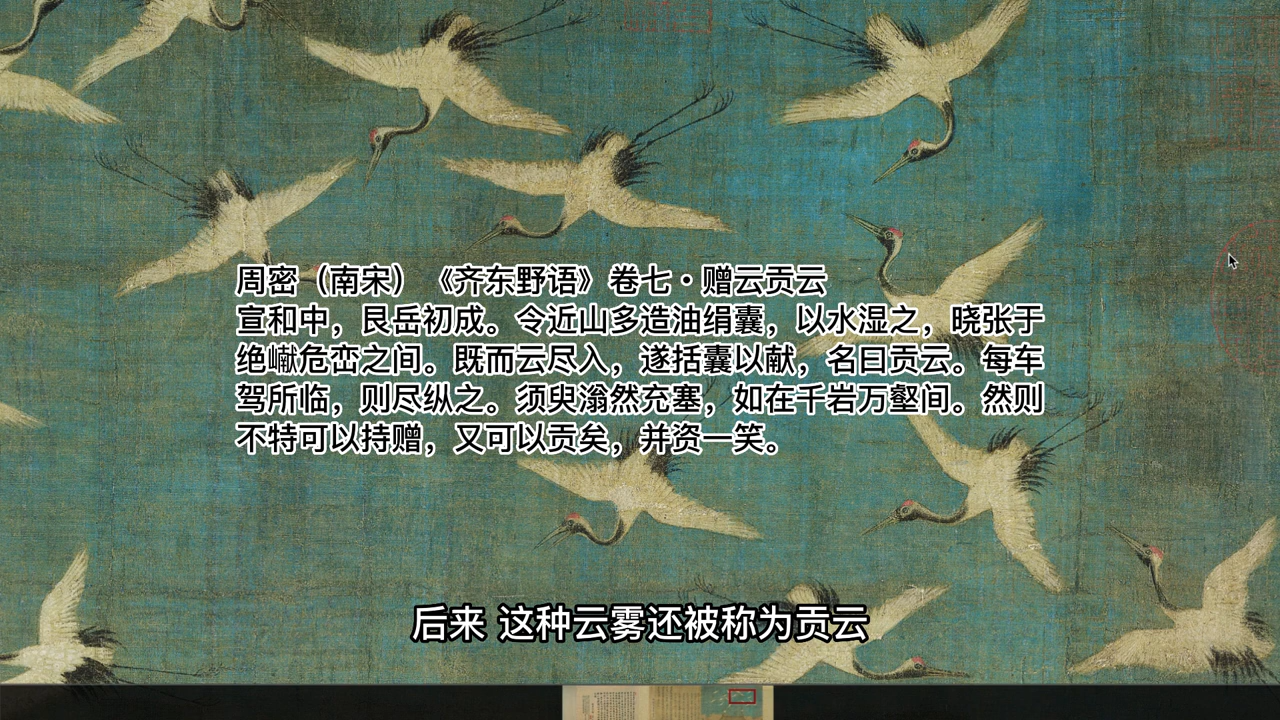 周密（南宋）《齐东野语》卷七·赠云贡云
宣和中，艮岳初成。令近山多造油绢囊，以水湿之，晓张于
绝巘危峦之间。既而云尽入，遂括囊以献，名曰贡云。每车
驾所临，则尽纵之。须臾滃然充塞，如在千岩万壑间。然则
不特可以持赠，又可以贡矣，并资一笑。
后来 这种云雾还被称为贡云